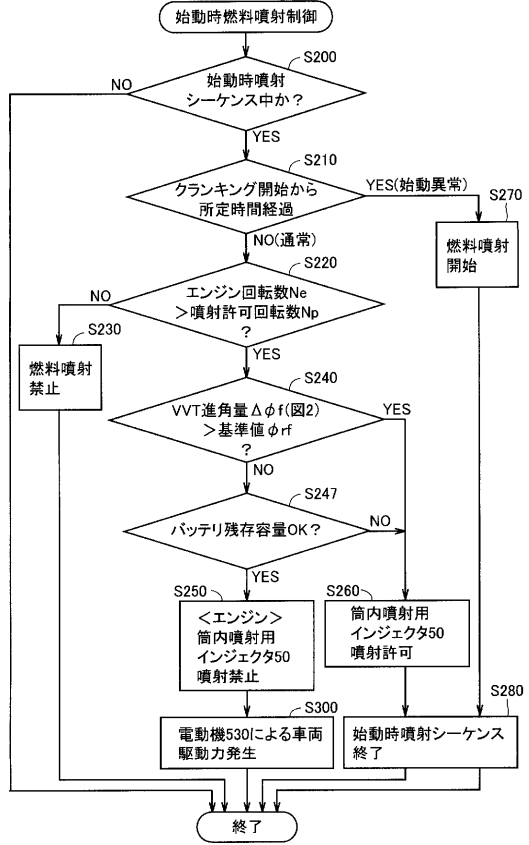 始動時燃料噴射制御
S200
始動時噴射
シーケンス中か？
NO
YES
S210
クランキング開始から
所定時間経過
YES(始動異常)
S270
燃料噴射
開始
NO(通常)
S220
エンジン回転数Ne
＞噴射許可回転数Np
？
NO
S230
燃料噴射
禁止
YES
S240
VVT進角量Δφf(図2)
＞基準値φrf
？
YES
NO
S247
バッテリ残存容量OK？
NO
YES
S250
＜エンジン＞
筒内噴射用
インジェクタ50
噴射禁止
S260
筒内噴射用
インジェクタ50
噴射許可
S300
電動機530による車両
駆動力発生
S280
始動時噴射シーケンス
終了
終了